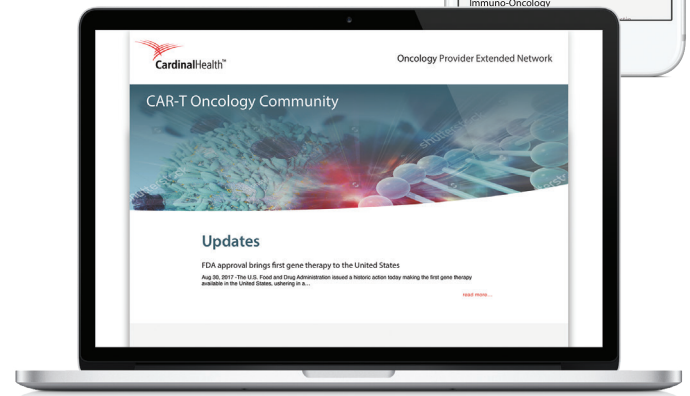 Immuno-Oncology
CardinalHealth™
Oncology Provider Extended Network
CAR-T Oncology Community
shutterstock
Updates
FDA approval brings first gene therapy to the United States
Aug 30, 2017 -The U.S. Food and Drug Administration issued a historic action today making the first gene therapy
available in the United States, ushering in a...
read more...